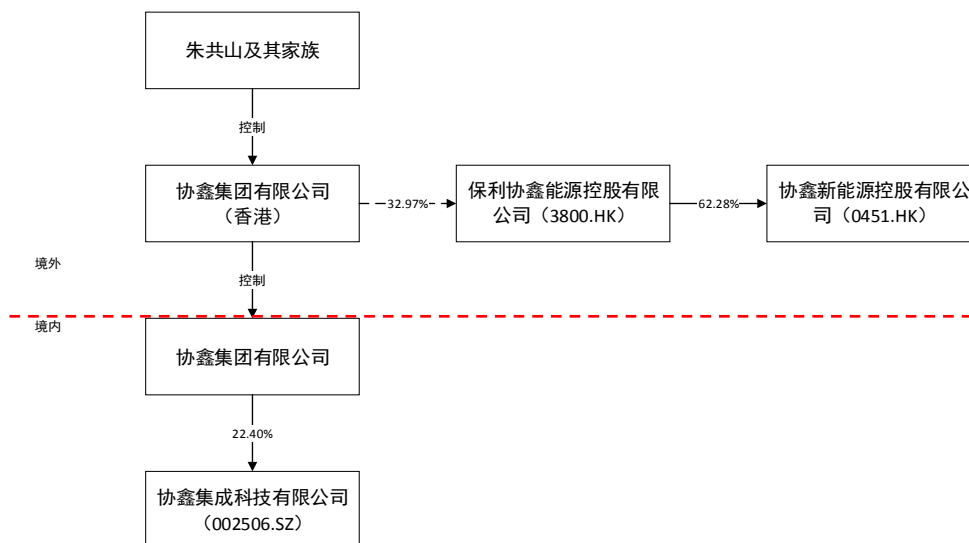 朱共山及其家族
控制
协鑫集团有限公司
（香港）
32.97%
保利协鑫能源控股有限
公司（3800.HK）
62.28%
协鑫新能源控股有限公
司（0451.HK）
控制
境外
境内
协鑫集团有限公司
22.40%
协鑫集成科技有限公司
（002506.SZ）